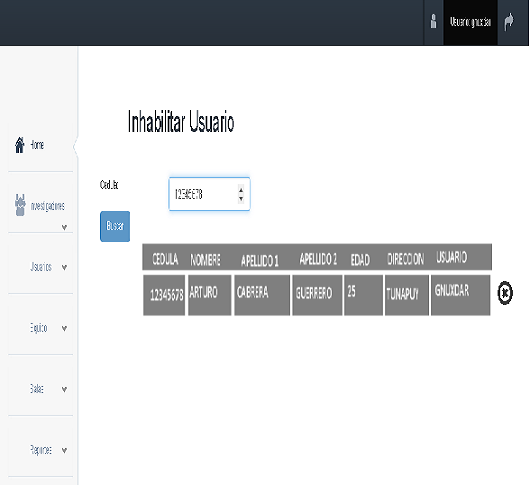 Usuario: gnuxdar
Inhabilitar Usuario
Home
Investigadores
Usuarios
Equipo
Salas
Reportes
Cedula:
12345678
Buscar
CEDULA NOMBRE APELLIDO 1 APELLIDO 2 EDAD DIRECCION USUARIO
12345678 ARTURO CABRERA GUERRERO 25 TUNAPUY GNUXDAR